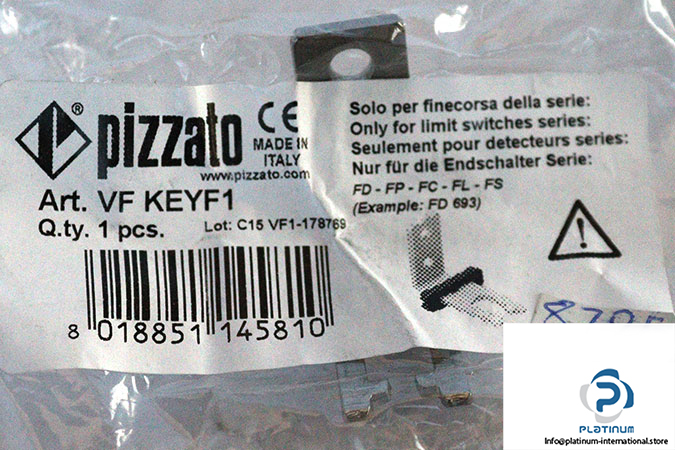 pizzato ®
CE
MADE IN
ITALY
www.pizzato.com
Art. VF KEYF1
Q.ty. 1 pcs.
Lot: C15 VF1-178769
8 018851 145810
Solo per finecorsa della serie:
Only for limit switches series:
Seulement pour detecteurs series:
Nur für die Endschalter Serie:
FD - FP - FC - FL - FS
(Example: FD 693)
PLATINUM
Info@platinum-international.store